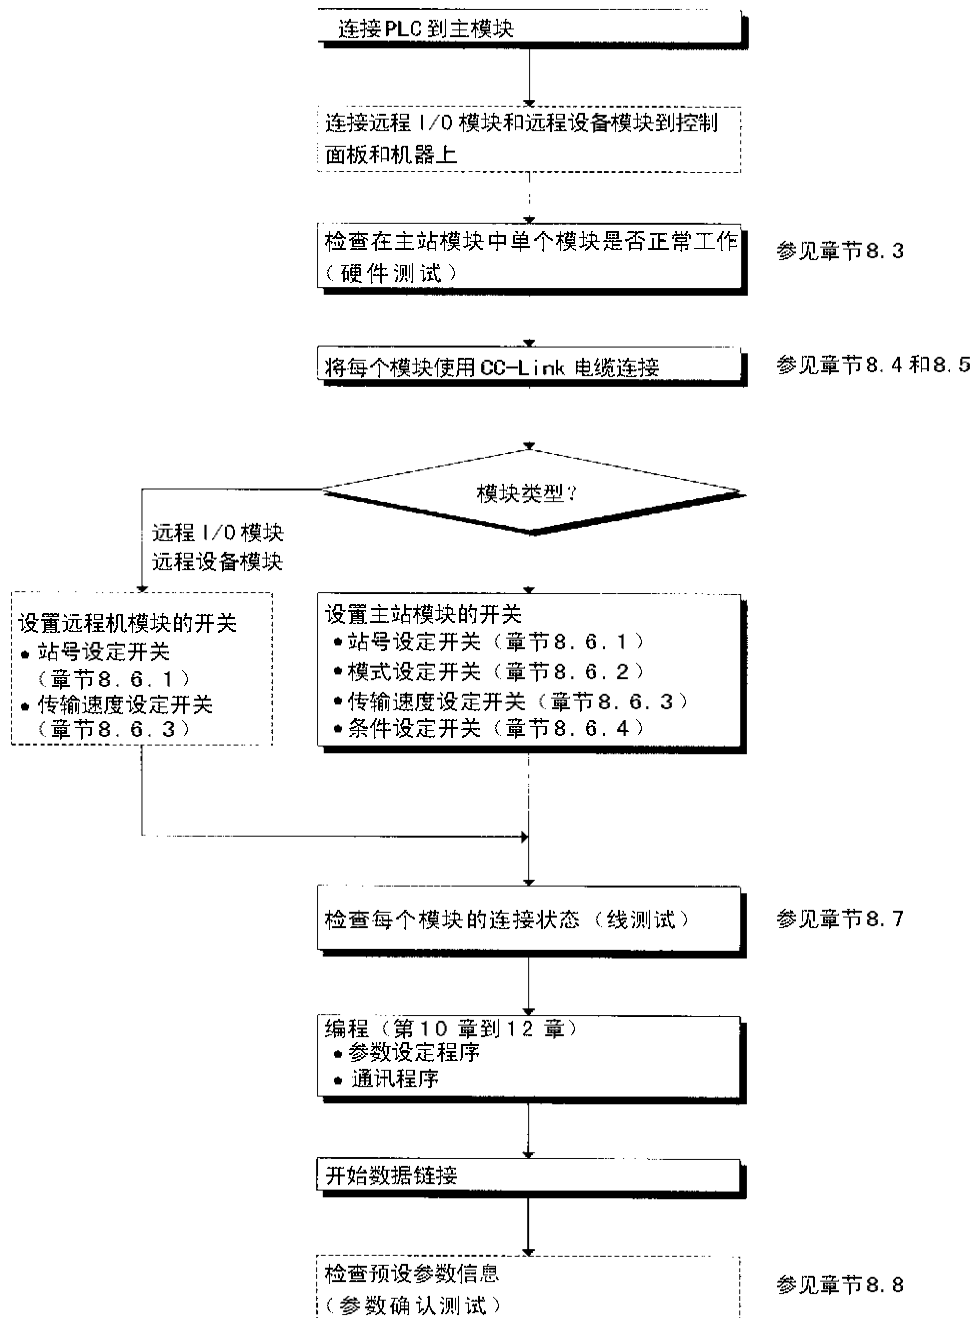 连接PLC到主模块
连接远程I/O模块和远程设备模块到控制
面板和机器上
检查在主站模块中单个模块是否正常工作
（硬件测试）
参见章节8.3
将每个模块使用CC-Link电缆连接
参见章节8.4和8.5
模块类型？
远程I/O模块
远程设备模块
设置远程机模块的开关
●站号设定开关
（章节8.6.1）
●传输速度设定开关
（章节8.6.3）
设置主站模块的开关
●站号设定开关（章节8.6.1）
●模式设定开关（章节8.6.2）
●传输速度设定开关（章节8.6.3）
●条件设定开关（章节8.6.4）
检查每个模块的连接状态（线测试）
参见章节8.7
编程（第10章到12章）
●参数设定程序
●通讯程序
开始数据链接
检查预设参数信息
（参数确认测试）
参见章节8.8